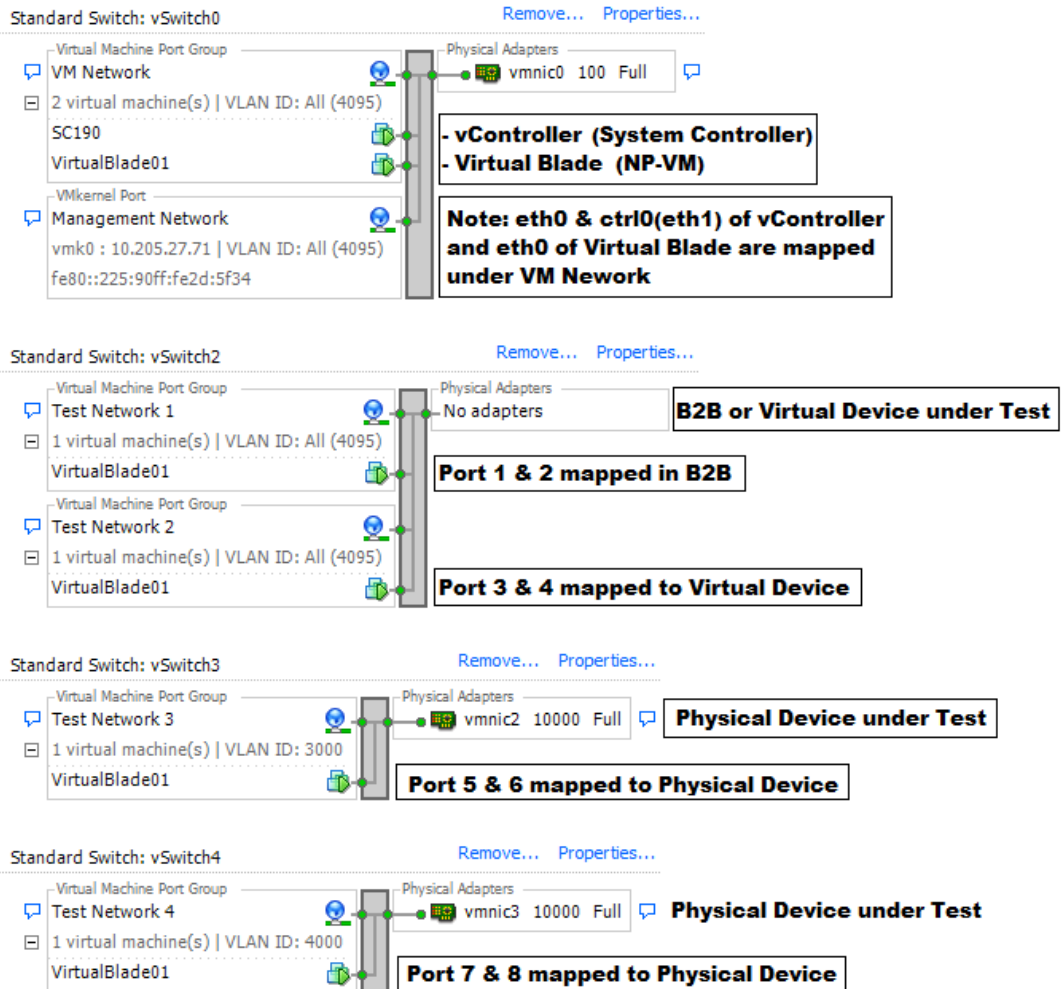 Standard Switch: vSwitch0 Remove... Properties...
Virtual Machine Port Group Physical Adapters
VM Network vmnic0 100 Full
2 virtual machine(s) | VLAN ID: All (4095)
SC190
- vController (System Controller)
VirtualBlade01
- Virtual Blade (NP-VM)
VMkernel Port
Management Network
vmk0 : 10.205.27.71 | VLAN ID: All (4095)
fe80::225:90ff:fe2d:5f34
Note: eth0 & ctrl0(eth1) of vController
and eth0 of Virtual Blade are mapped
under VM Nework
Standard Switch: vSwitch2 Remove... Properties...
Virtual Machine Port Group Physical Adapters
Test Network 1 No adapters B2B or Virtual Device under Test
1 virtual machine(s) | VLAN ID: All (4095)
VirtualBlade01 Port 1 & 2 mapped in B2B
Virtual Machine Port Group
Test Network 2
1 virtual machine(s) | VLAN ID: All (4095)
VirtualBlade01 Port 3 & 4 mapped to Virtual Device
Standard Switch: vSwitch3 Remove... Properties...
Virtual Machine Port Group Physical Adapters
Test Network 3 vmnic2 10000 Full Physical Device under Test
1 virtual machine(s) | VLAN ID: 3000
VirtualBlade01 Port 5 & 6 mapped to Physical Device
Standard Switch: vSwitch4 Remove... Properties...
Virtual Machine Port Group Physical Adapters
Test Network 4 vmnic3 10000 Full Physical Device under Test
1 virtual machine(s) | VLAN ID: 4000
VirtualBlade01 Port 7 & 8 mapped to Physical Device